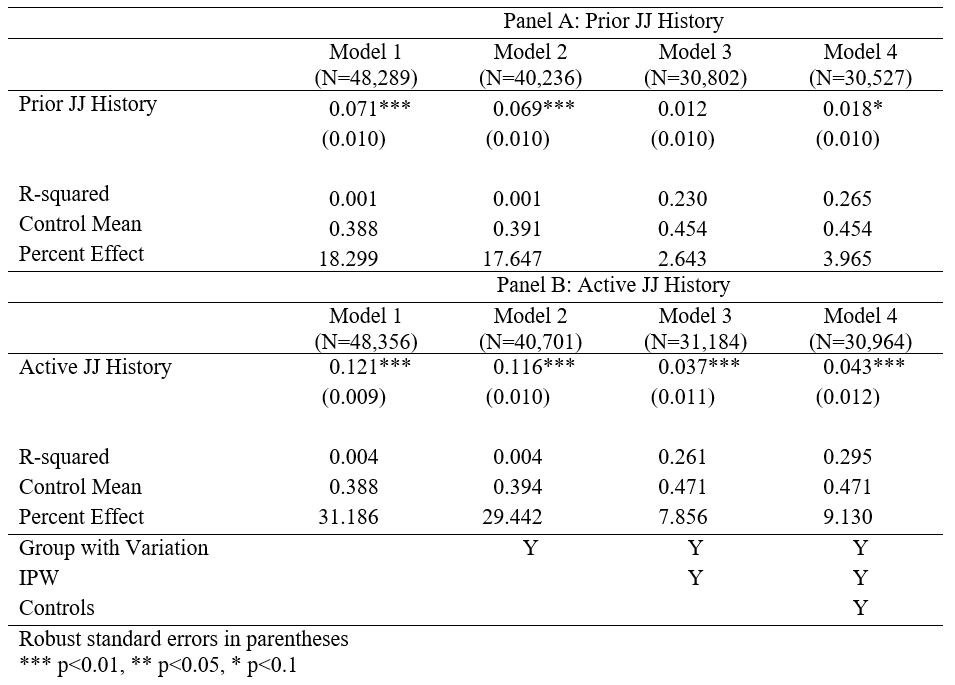 Panel A: Prior JJ History
Model 1 Model 2 Model 3 Model 4
(N=48,289) (N=40,236) (N=30,802) (N=30,527)
Prior JJ History 0.071*** 0.069*** 0.012 0.018*
(0.010) (0.010) (0.010) (0.010)
R-squared 0.001 0.001 0.230 0.265
Control Mean 0.388 0.391 0.454 0.454
Percent Effect 18.299 17.647 2.643 3.965
Panel B: Active JJ History
Model 1 Model 2 Model 3 Model 4
(N=48,356) (N=40,701) (N=31,184) (N=30,964)
Active JJ History 0.121*** 0.116*** 0.037*** 0.043***
(0.009) (0.010) (0.011) (0.012)
R-squared 0.004 0.004 0.261 0.295
Control Mean 0.388 0.394 0.471 0.471
Percent Effect 31.186 29.442 7.856 9.130
Group with Variation Y Y Y
IPW Y Y
Controls Y
Robust standard errors in parentheses
*** p<0.01, ** p<0.05, * p<0.1